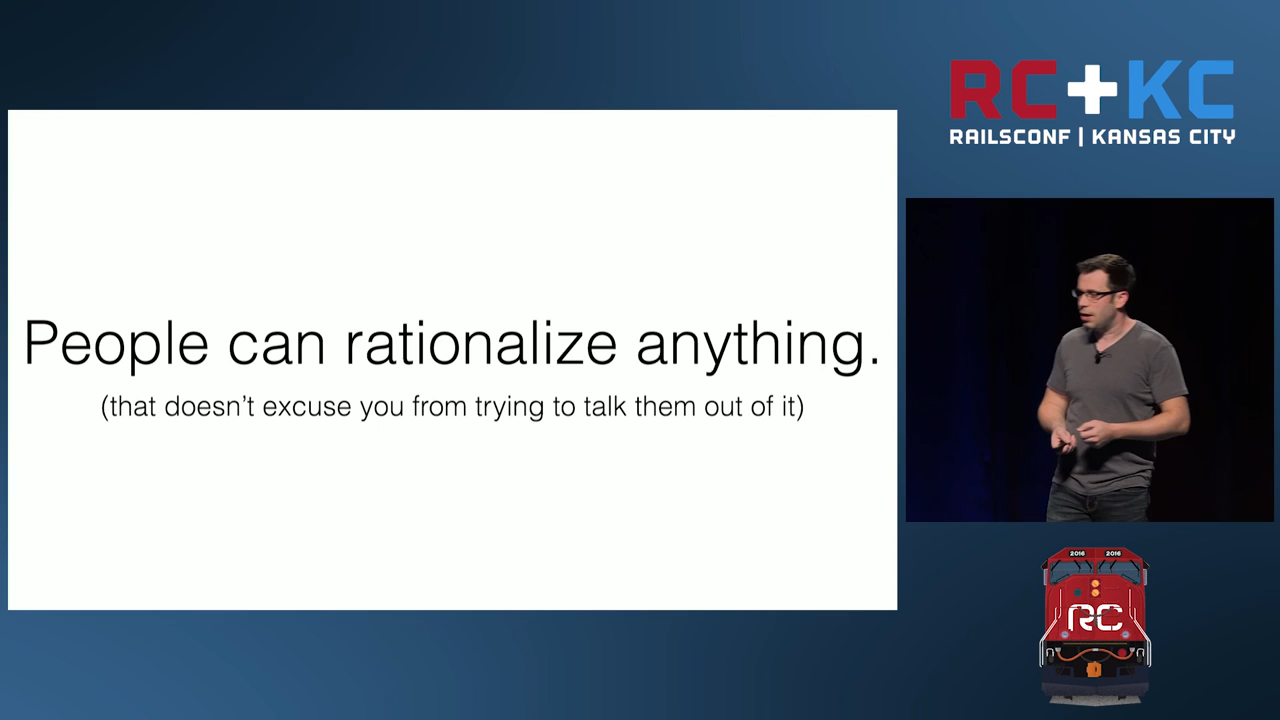 RC+KC
RAILSCONF | KANSAS CITY
People can rationalize anything.
(that doesn't excuse you from trying to talk them out of it)
2016 2016
RC